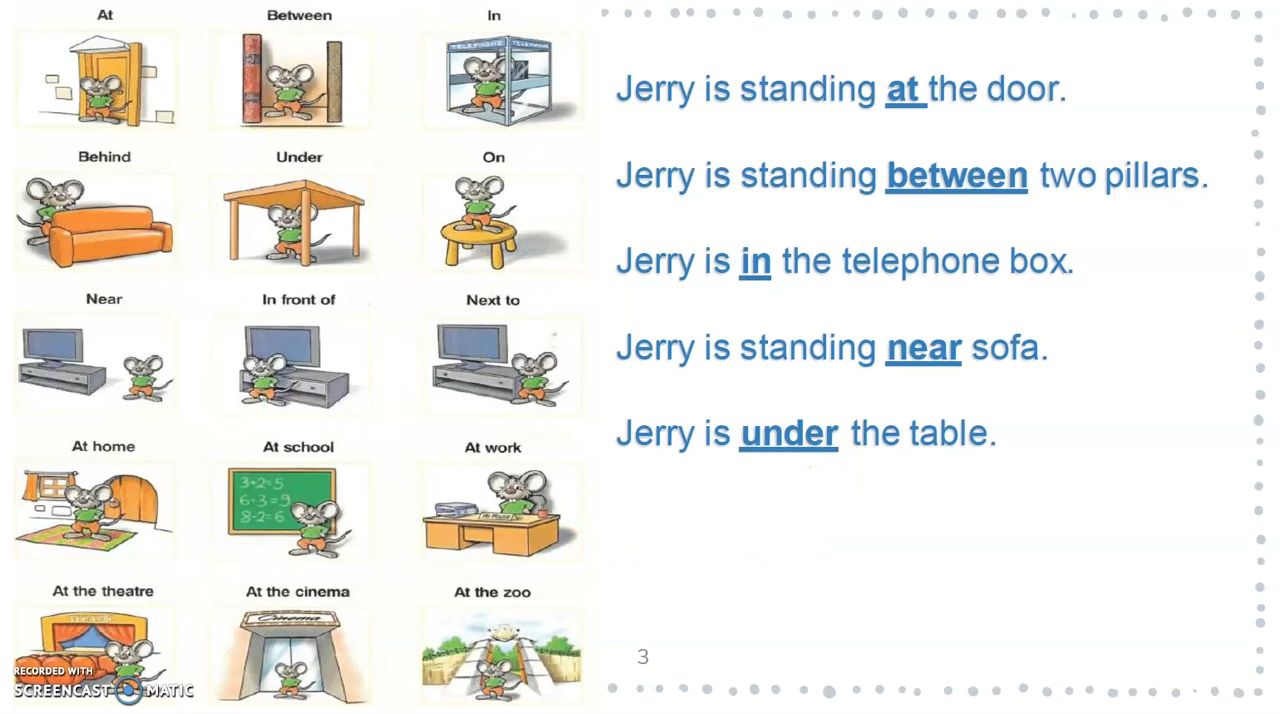 At Between In
TELEPHONE TELEPHONE
Behind Under On
Near In front of Next to
At home At school At work
3+2=5
6+3=9
8-2=6
At the theatre At the cinema At the zoo
Cinema
RECORDED WITH
SCREENCAST MATIC
Jerry is standing at the door.
Jerry is standing between two pillars.
Jerry is in the telephone box.
Jerry is standing near sofa.
Jerry is under the table.
3